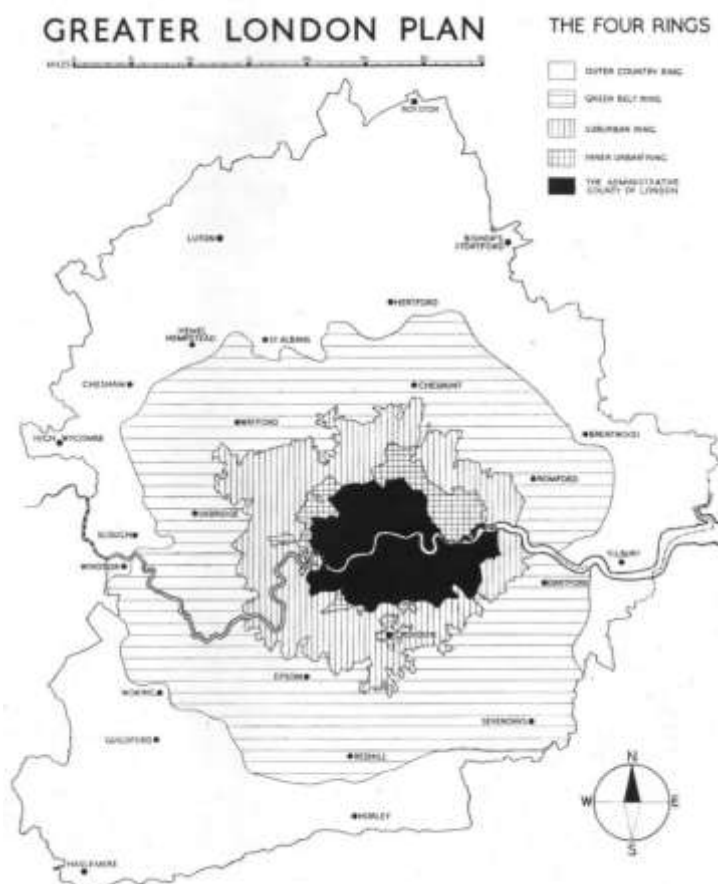 GREATER LONDON PLAN
THE FOUR RINGS
MILES
OUTER COUNTRY RING
GREEN BELT RING
SUBURBAN RING
INNER URBAN RING
THE ADMINISTRATIVE
COUNTY OF LONDON
ROYSTON
LUTON
BISHOP'S
STORTFORD
HERTFORD
HEMEL
HEMPSTEAD
ST ALBANS
CHESHAM
CHESHUNT
WATFORD
HIGH WYCOMBE
BRENTWOOD
ROMFORD
UXBRIDGE
SLOUGH
WINDSOR
TILBURY
DARTFORD
CROYDON
EPSOM
WOKING
SEVENOAKS
GUILDFORD
REDHILL
HORLEY
HASLEMERE
N
W
E
S